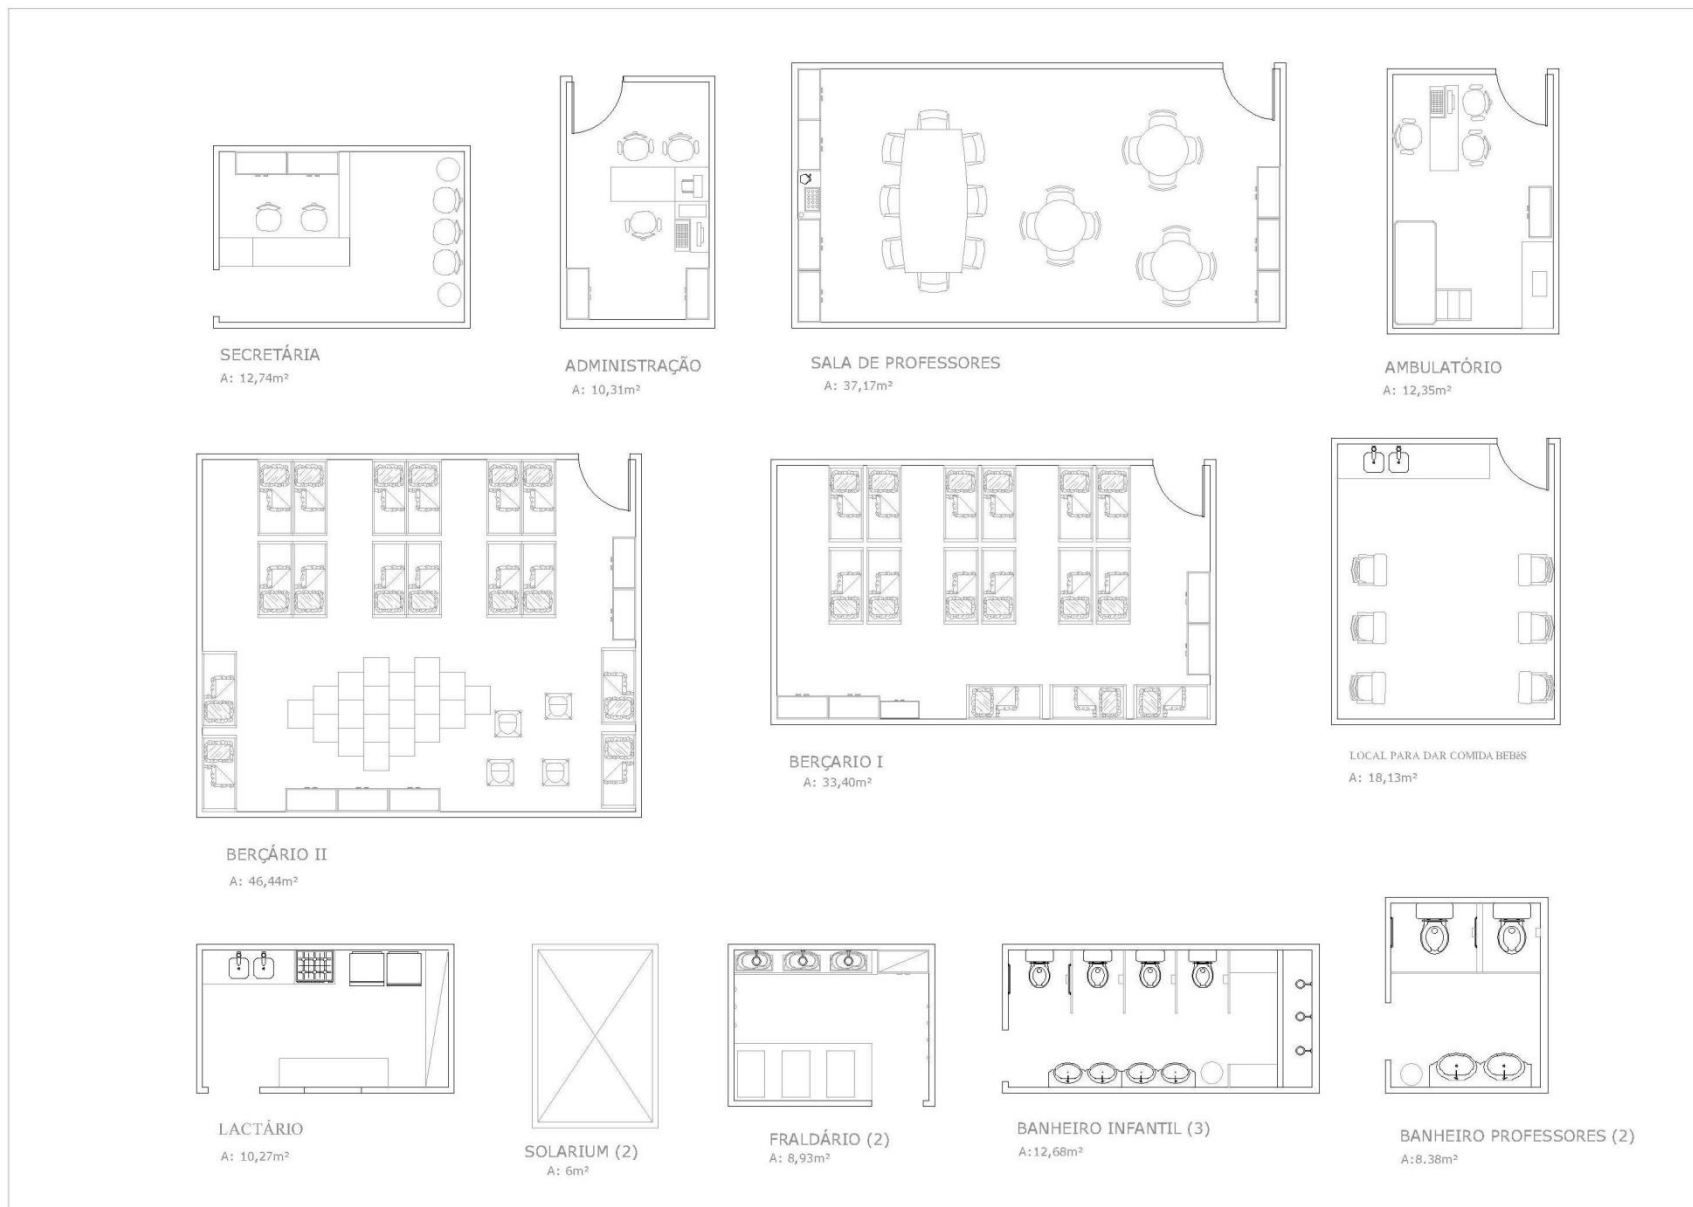 SECRETÁRIA
A: 12,74m²
ADMINISTRAÇÃO
A: 10,31m²
SALA DE PROFESSORES
A: 37,17m²
AMBULATÓRIO
A: 12,35m²
BERÇÁRIO II
A: 46,44m²
BERÇARIO I
A: 33,40m²
LOCAL PARA DAR COMIDA BEBêS
A: 18,13m²
LACTÁRIO
A: 10,27m²
SOLARIUM (2)
A: 6m²
FRALDÁRIO (2)
A: 8,93m²
BANHEIRO INFANTIL (3)
A:12,68m²
BANHEIRO PROFESSORES (2)
A:8.38m²